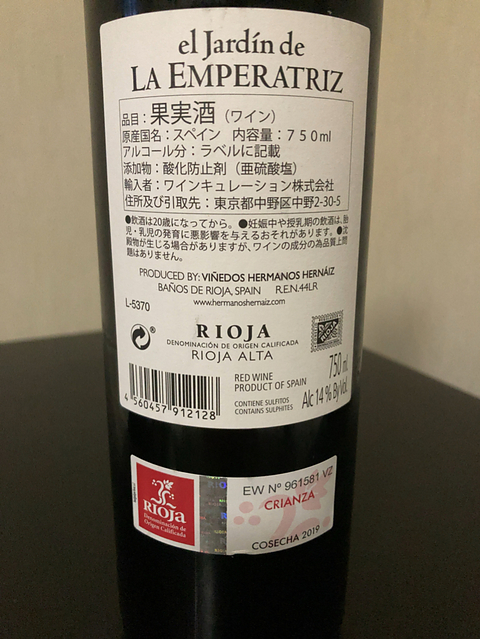 el Jardín de
LA EMPERATRIZ
品目：果実酒（ワイン）
原産国名：スペイン 内容量：７５０ml
アルコール分：ラベルに記載
添加物：酸化防止剤（亜硫酸塩）
輸入者：ワインキュレーション株式会社
住所及び引取先：東京都中野区中野2-30-5
●飲酒は20歳になってから。●妊娠中や授乳期の飲酒は、胎
児・乳児の発育に悪影響を与えるおそれがあります。●沈
殿物が生じる場合がありますが、ワインの成分の為品質上問
題はありません。
PRODUCED BY: VIÑEDOS HERMANOS HERNÁIZ
BAÑOS DE RIOJA, SPAIN R.E.N.44LR
www.hermanoshernaiz.com
L-5370
RIOJA
DENOMINACIÓN DE ORIGEN CALIFICADA
RIOJA ALTA
750 ml
RED WINE
PRODUCT OF SPAIN
Alc 14 % By Vol.
CONTIENE SULFITOS
CONTAINS SULPHITES
4 560457 912128
EW Nº 961581 VZ
CRIANZA
RIOJA
Denominación de
Origen Calificada
COSECHA 2019